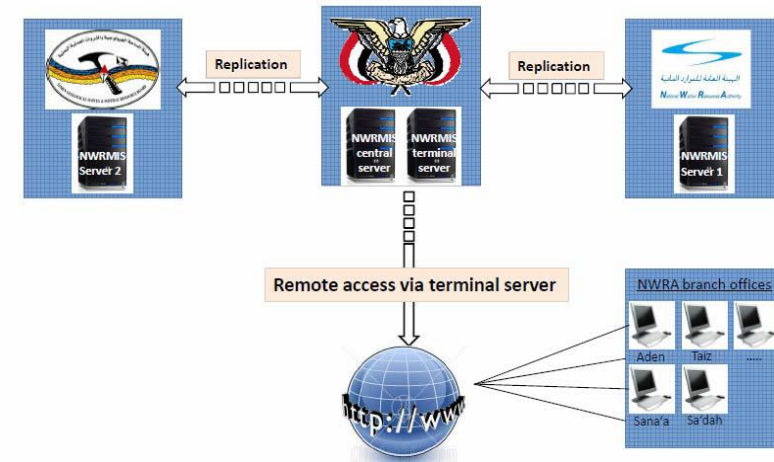 Replication
Replication
الهيئة العامة للموارد المائية
National Water Resources Authority
NWRMIS
Server 2
NWRMIS
central
server
NWRMIS
terminal
server
NWRMIS
Server 1
Remote access via terminal server
http://www
NWRA branch offices
Aden
Taiz
.....
Sana'a
Sa'dah